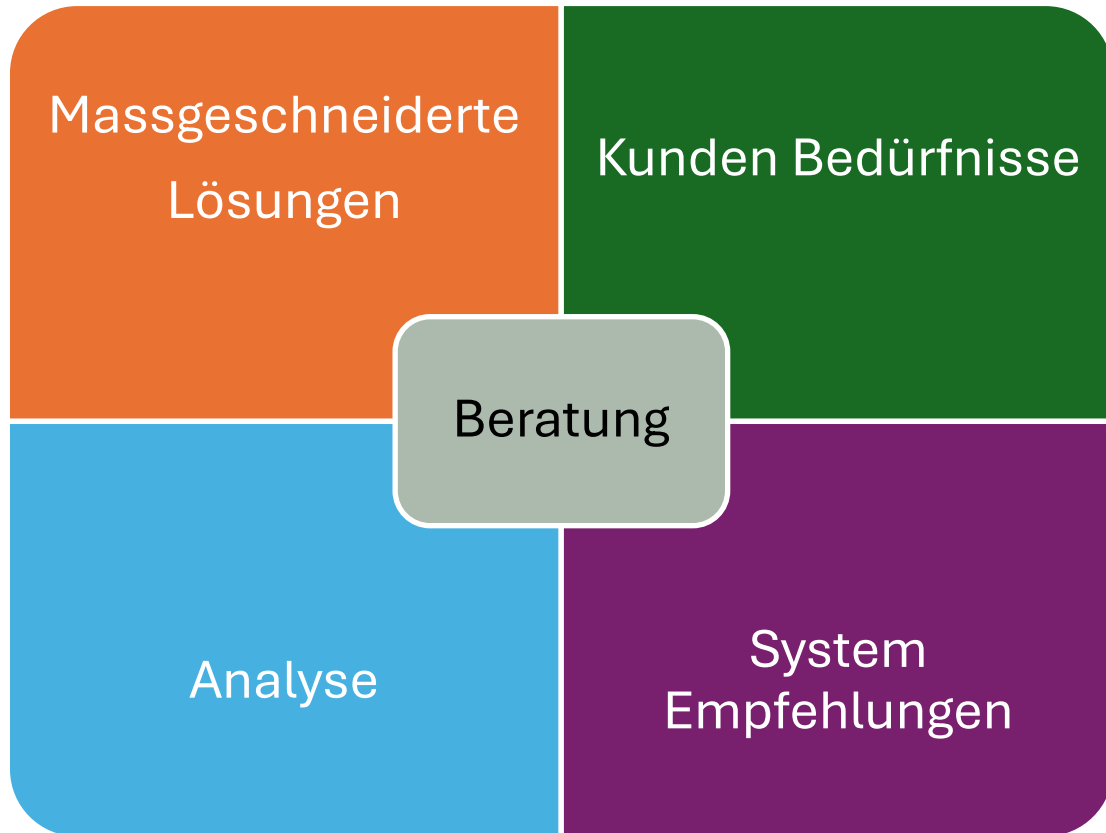 Massgeschneiderte
Lösungen
Kunden Bedürfnisse
Beratung
Analyse
System
Empfehlungen